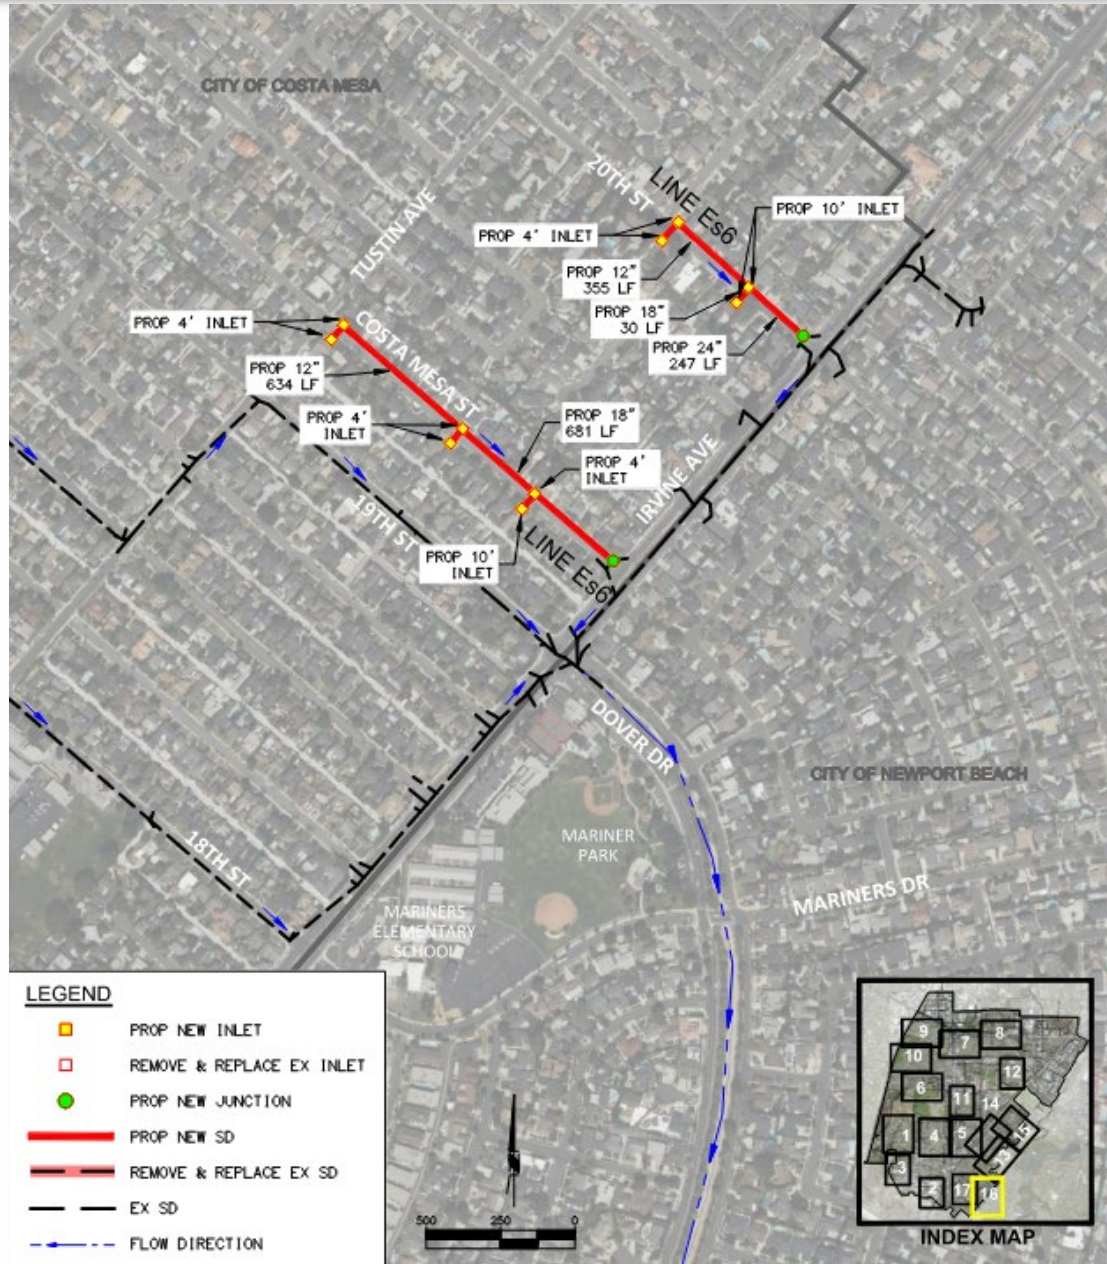 CITY OF COSTA MESA
20TH ST
LINE Es6
PROP 10' INLET
PROP 4' INLET
TUSTIN AVE
PROP 12"
355 LF
PROP 18"
30 LF
PROP 24"
247 LF
PROP 4' INLET
COSTA MESA ST
PROP 12"
634 LF
PROP 4'
INLET
PROP 18"
681 LF
PROP 4'
INLET
IRVINE AVE
19TH ST
PROP 10'
INLET
LINE Es6
DOVER DR
CITY OF NEWPORT BEACH
MARINER
PARK
18TH ST
MARINERS DR
MARINERS
ELEMENTARY
SCHOOL
LEGEND
PROP NEW INLET
REMOVE & REPLACE EX INLET
PROP NEW JUNCTION
PROP NEW SD
REMOVE & REPLACE EX SD
EX SD
FLOW DIRECTION
500 250 0
9
7
8
10
12
6
11
14
1
4
5
15
13
3
2
17
16
INDEX MAP